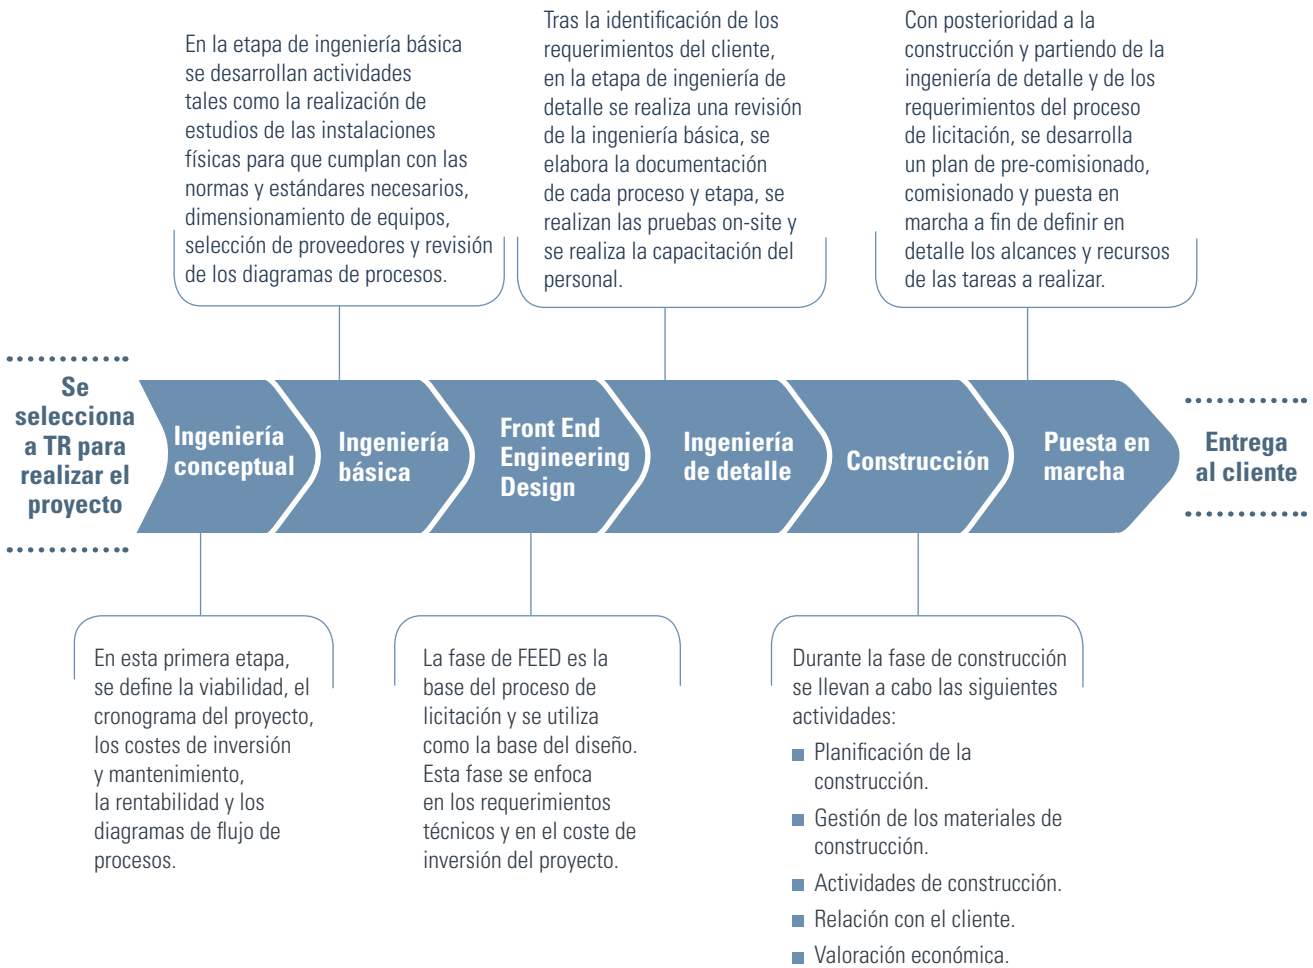 En la etapa de ingeniería básica
se desarrollan actividades
tales como la realización de
estudios de las instalaciones
físicas para que cumplan con las
normas y estándares necesarios,
dimensionamiento de equipos,
selección de proveedores y revisión
de los diagramas de procesos.
Tras la identificación de los
requerimientos del cliente,
en la etapa de ingeniería de
detalle se realiza una revisión
de la ingeniería básica, se
elabora la documentación
de cada proceso y etapa, se
realizan las pruebas on-site y
se realiza la capacitación del
personal.
Con posterioridad a la
construcción y partiendo de la
ingeniería de detalle y de los
requerimientos del proceso
de licitación, se desarrolla
un plan de pre-comisionado,
comisionado y puesta en
marcha a fin de definir en
detalle los alcances y recursos
de las tareas a realizar.
Se
selecciona
a TR para
realizar el
proyecto
Ingeniería
conceptual
Ingeniería
básica
Front End
Engineering
Design
Ingeniería
de detalle
Construcción
Puesta en
marcha
Entrega
al cliente
En esta primera etapa,
se define la viabilidad, el
cronograma del proyecto,
los costes de inversión
y mantenimiento,
la rentabilidad y los
diagramas de flujo de
procesos.
La fase de FEED es la
base del proceso de
licitación y se utiliza
como la base del diseño.
Esta fase se enfoca
en los requerimientos
técnicos y en el coste de
inversión del proyecto.
Durante la fase de construcción
se llevan a cabo las siguientes
actividades:
■ Planificación de la
construcción.
■ Gestión de los materiales de
construcción.
■ Actividades de construcción.
■ Relación con el cliente.
■ Valoración económica.